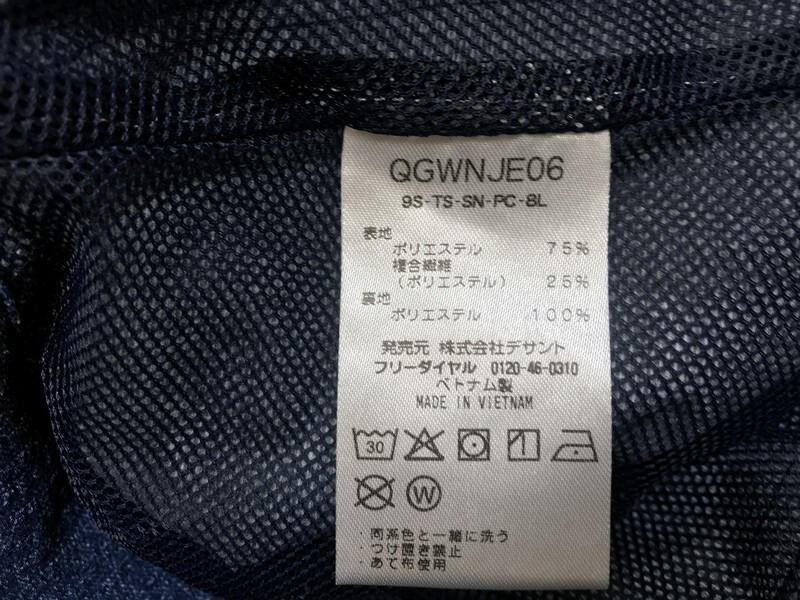 QGWNJE06
9S-TS-SN-PC-8L
表地
ポリエステル 75%
複合繊維
(ポリエステル) 25%
裏地
ポリエステル 100%
発売元 株式会社デサント
フリーダイヤル 0120-46-0310
ベトナム製
MADE IN VIETNAM
30
W
・同系色と一緒に洗う
・つけ置き禁止
・あて布使用